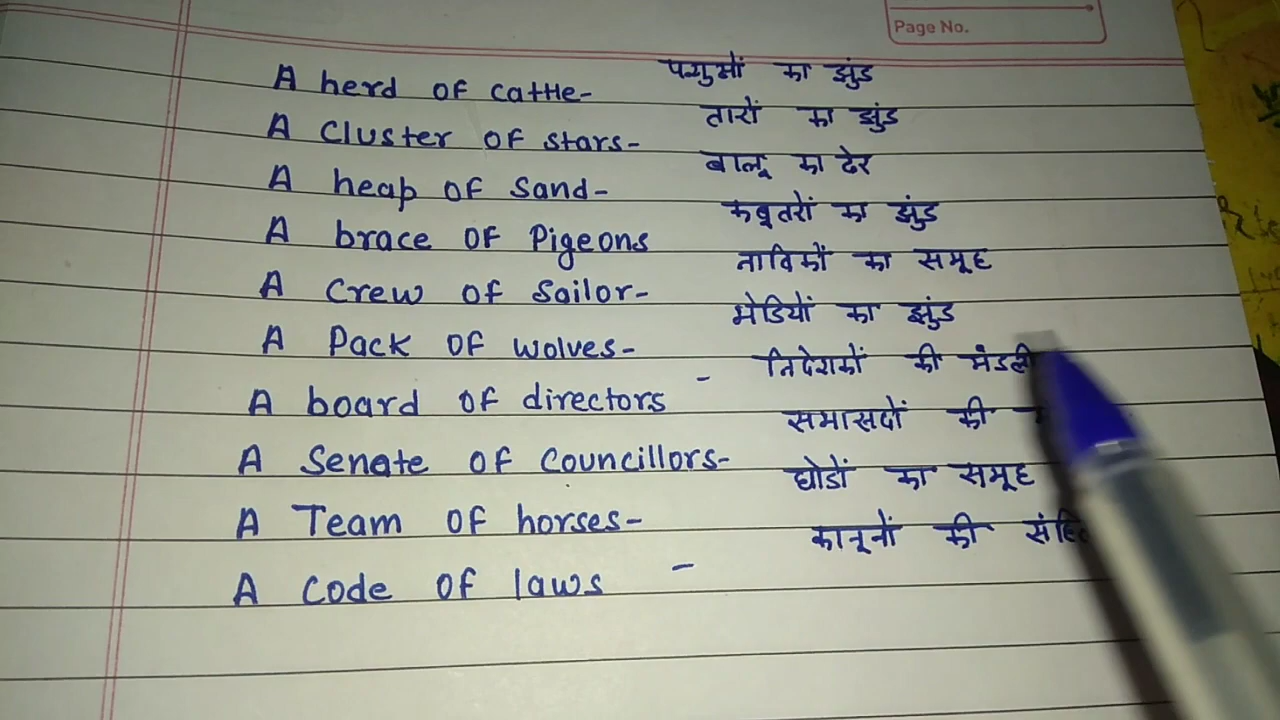 Page No.
A herd of cattle- पशुओं का झुंड
A Cluster of stars- तारों का झुंड
A heap of Sand- बालू का ढेर
A brace of Pigeons कबूतरों का झुंड
A Crew of Sailor- नाविकों का समूह
A Pack of wolves- भेडियों का झुंड
A board of directors - निदेशकों की मंडली
A Senate of Councillors- सभासदों की
A Team of horses- घोडों का समूह
A Code of laws - कानूनों की